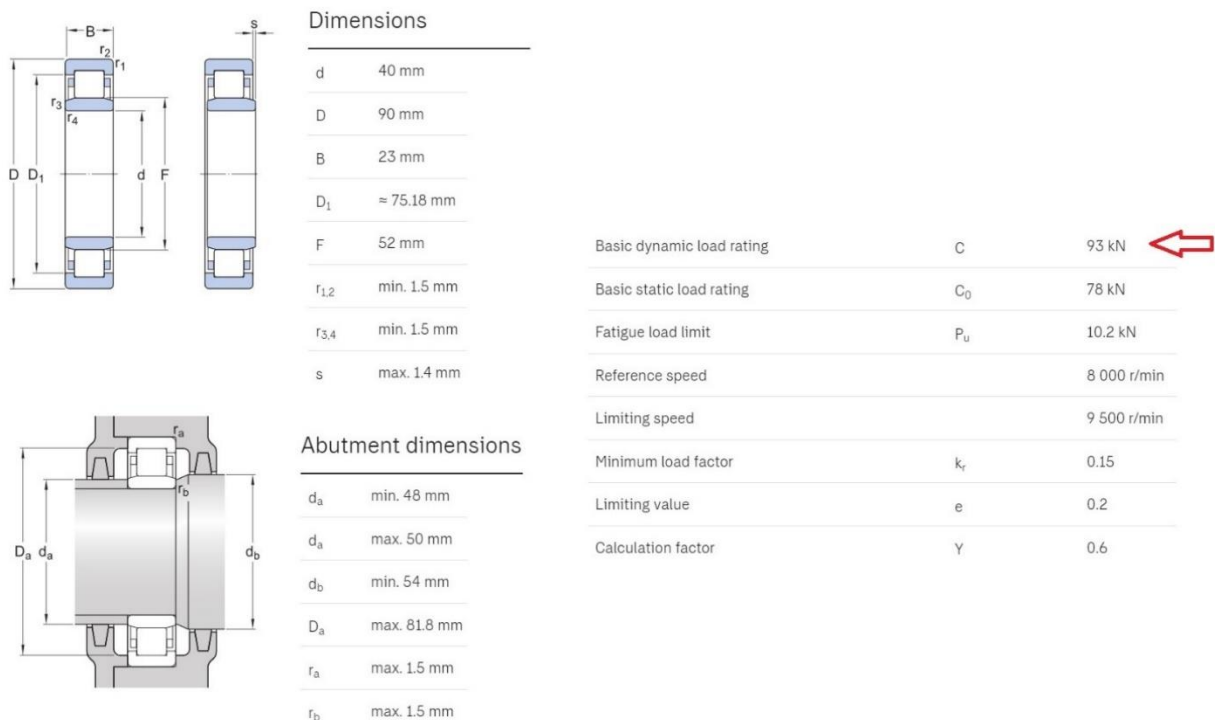 B
s
r₂
r₁
r₃
r₄
D D₁ d F
Dimensions
d 40 mm
D 90 mm
B 23 mm
D₁ ≈ 75.18 mm
F 52 mm
r₁,₂ min. 1.5 mm
r₃,₄ min. 1.5 mm
s max. 1.4 mm
rₐ
r_b
Dₐ dₐ d_b
Abutment dimensions
dₐ min. 48 mm
dₐ max. 50 mm
d_b min. 54 mm
Dₐ max. 81.8 mm
rₐ max. 1.5 mm
r_b max. 1.5 mm
Basic dynamic load rating C 93 kN
Basic static load rating C₀ 78 kN
Fatigue load limit Pᵤ 10.2 kN
Reference speed 8 000 r/min
Limiting speed 9 500 r/min
Minimum load factor kᵣ 0.15
Limiting value e 0.2
Calculation factor Y 0.6